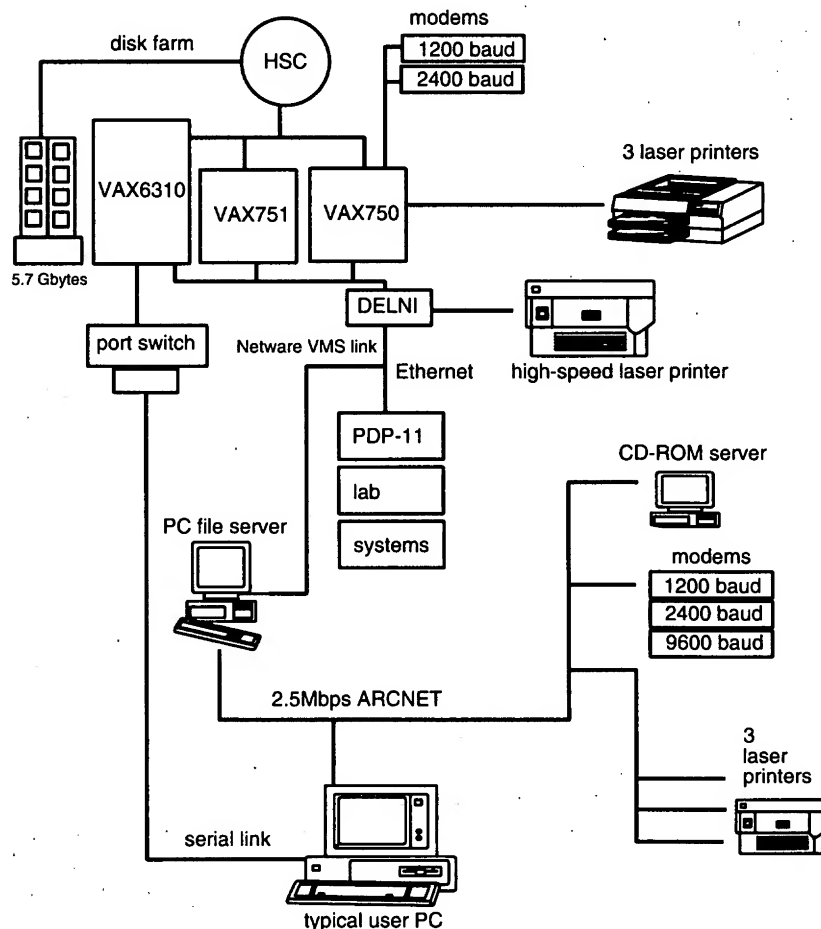 modems
disk farm
HSC
1200 baud
2400 baud
VAX6310
VAX751
VAX750
3 laser printers
5.7 Gbytes
DELNI
port switch
Netware VMS link
Ethernet
high-speed laser printer
PDP-11
lab
systems
CD-ROM server
PC file server
modems
1200 baud
2400 baud
9600 baud
2.5Mbps ARCNET
3
laser
printers
serial link
typical user PC